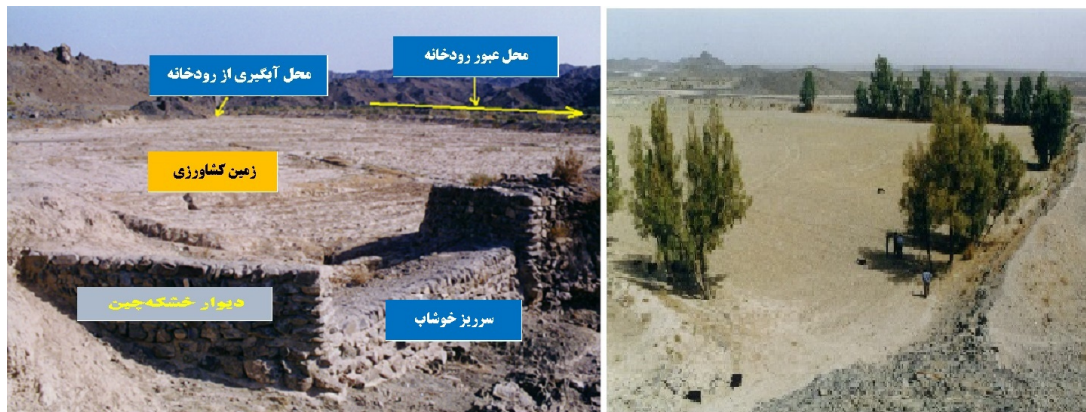 محل عبور رودخانه
محل آبگیری از رودخانه
زمین کشاورزی
دیوار خشکه‌چین
سرریز خوشاب